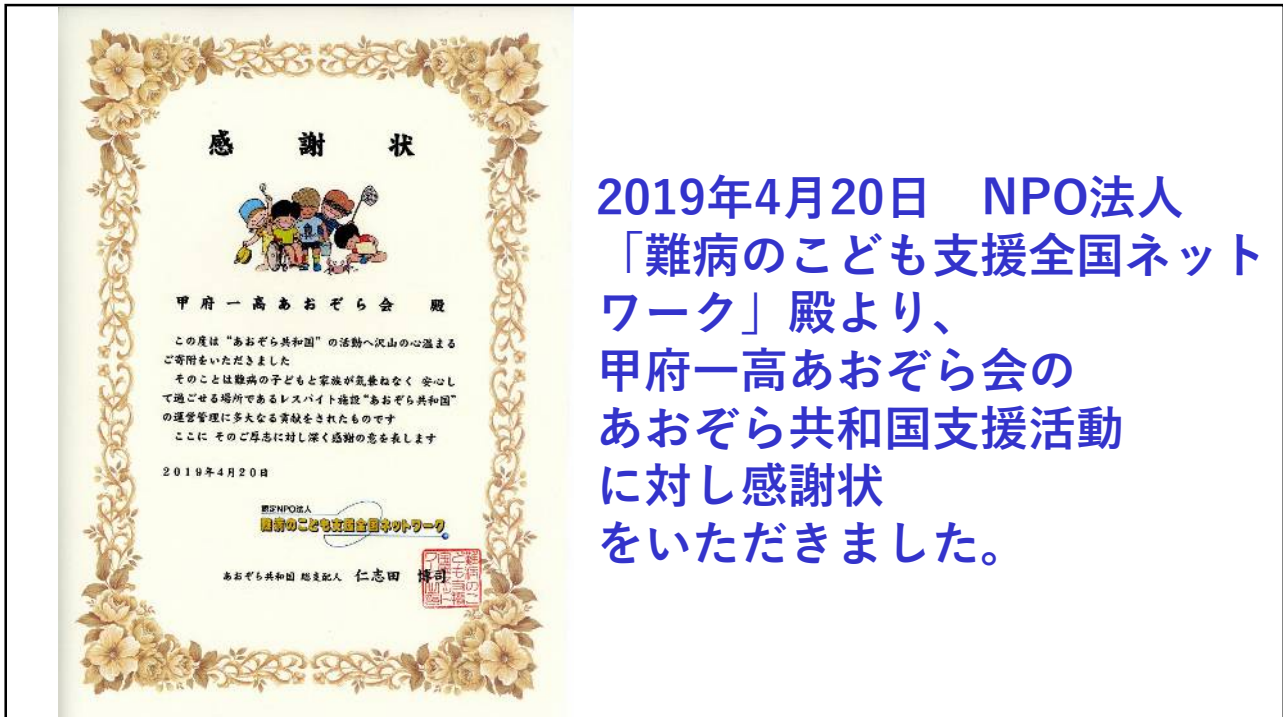 感謝状
甲府一高あおぞら会 殿
この度は“あおぞら共和国”の活動へ沢山の心温まる
ご寄附をいただきました
そのことは難病の子どもと家族が気兼ねなく 安心し
て過ごせる場所であるレスパイト施設“あおぞら共和国”
の運営管理に多大なる貢献をされたものです
ここに そのご厚志に対し深く感謝の意を表します
2019年4月20日
認定NPO法人
難病のこども支援全国ネットワーク
あおぞら共和国 総支配人 仁志田 博司
2019年4月20日 NPO法人
「難病のこども支援全国ネット
ワーク」殿より、
甲府一高あおぞら会の
あおぞら共和国支援活動
に対し感謝状
をいただきました。